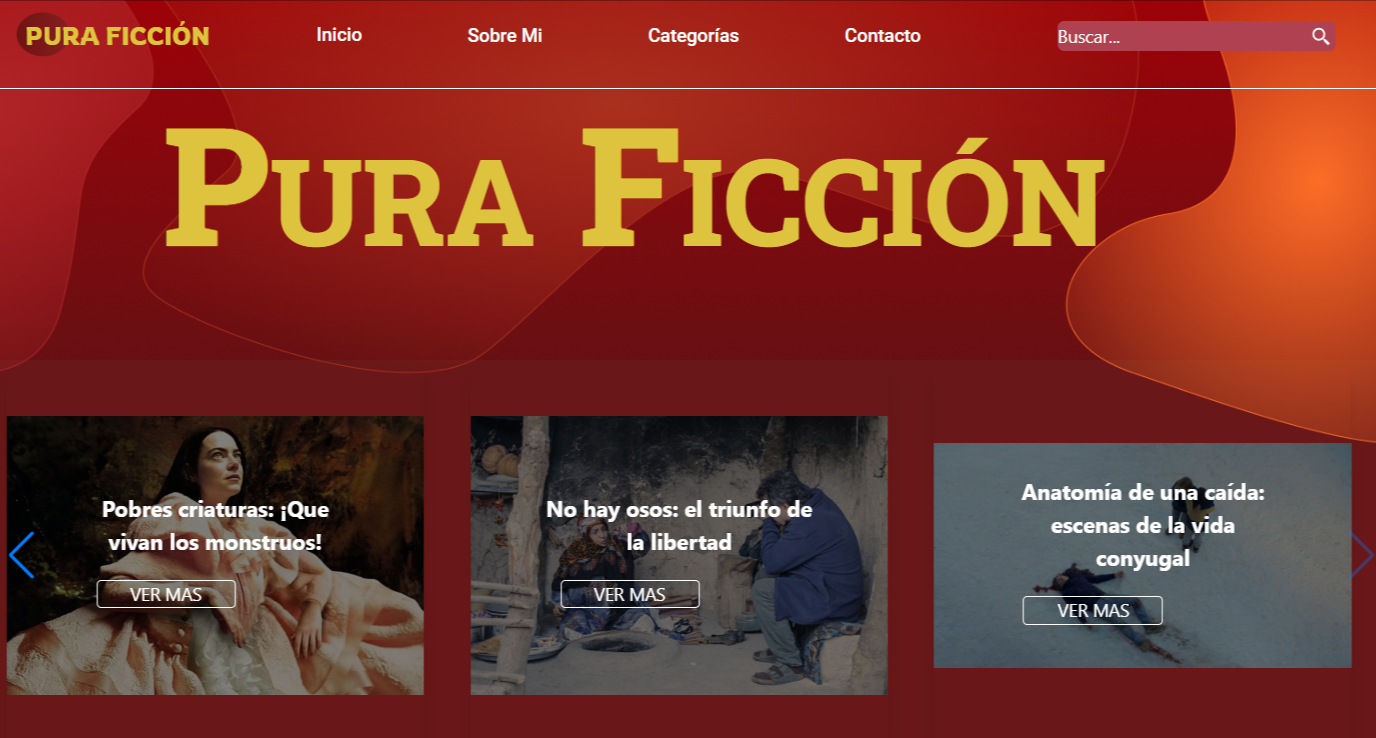 PURA FICCIÓN
Inicio
Sobre Mi
Categorías
Contacto
Buscar...
PURA FICCIÓN
Pobres criaturas: ¡Que
vivan los monstruos!
VER MAS
No hay osos: el triunfo de
la libertad
VER MAS
Anatomía de una caída:
escenas de la vida
conyugal
VER MAS